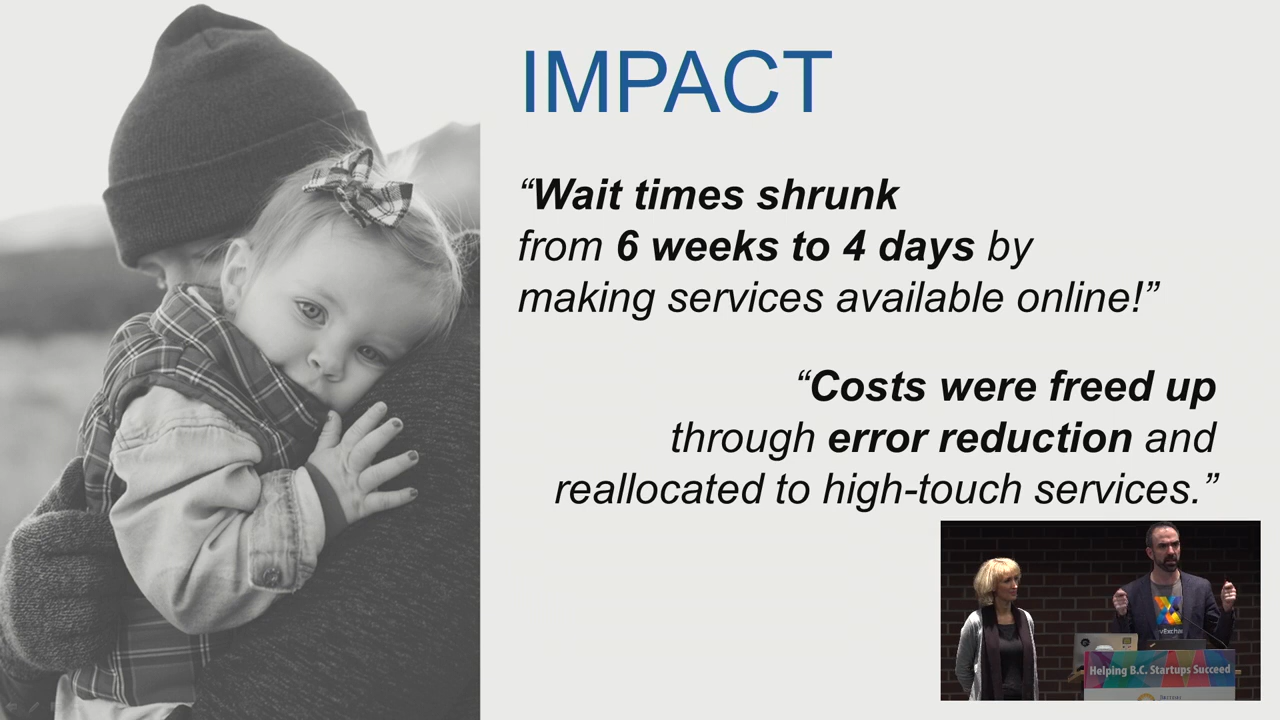 IMPACT
“Wait times shrunk
from 6 weeks to 4 days by
making services available online!”
“Costs were freed up
through error reduction and
reallocated to high-touch services.”
Helping B.C. Startups Succeed